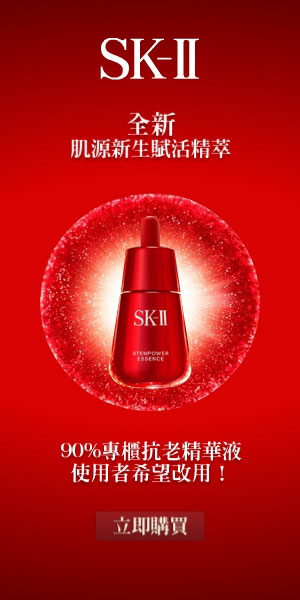 SK-II
全新
肌源新生賦活精萃
SK-II
STEMPOWER
ESSENCE
90%專櫃抗老精華液
使用者希望改用！
立即購買